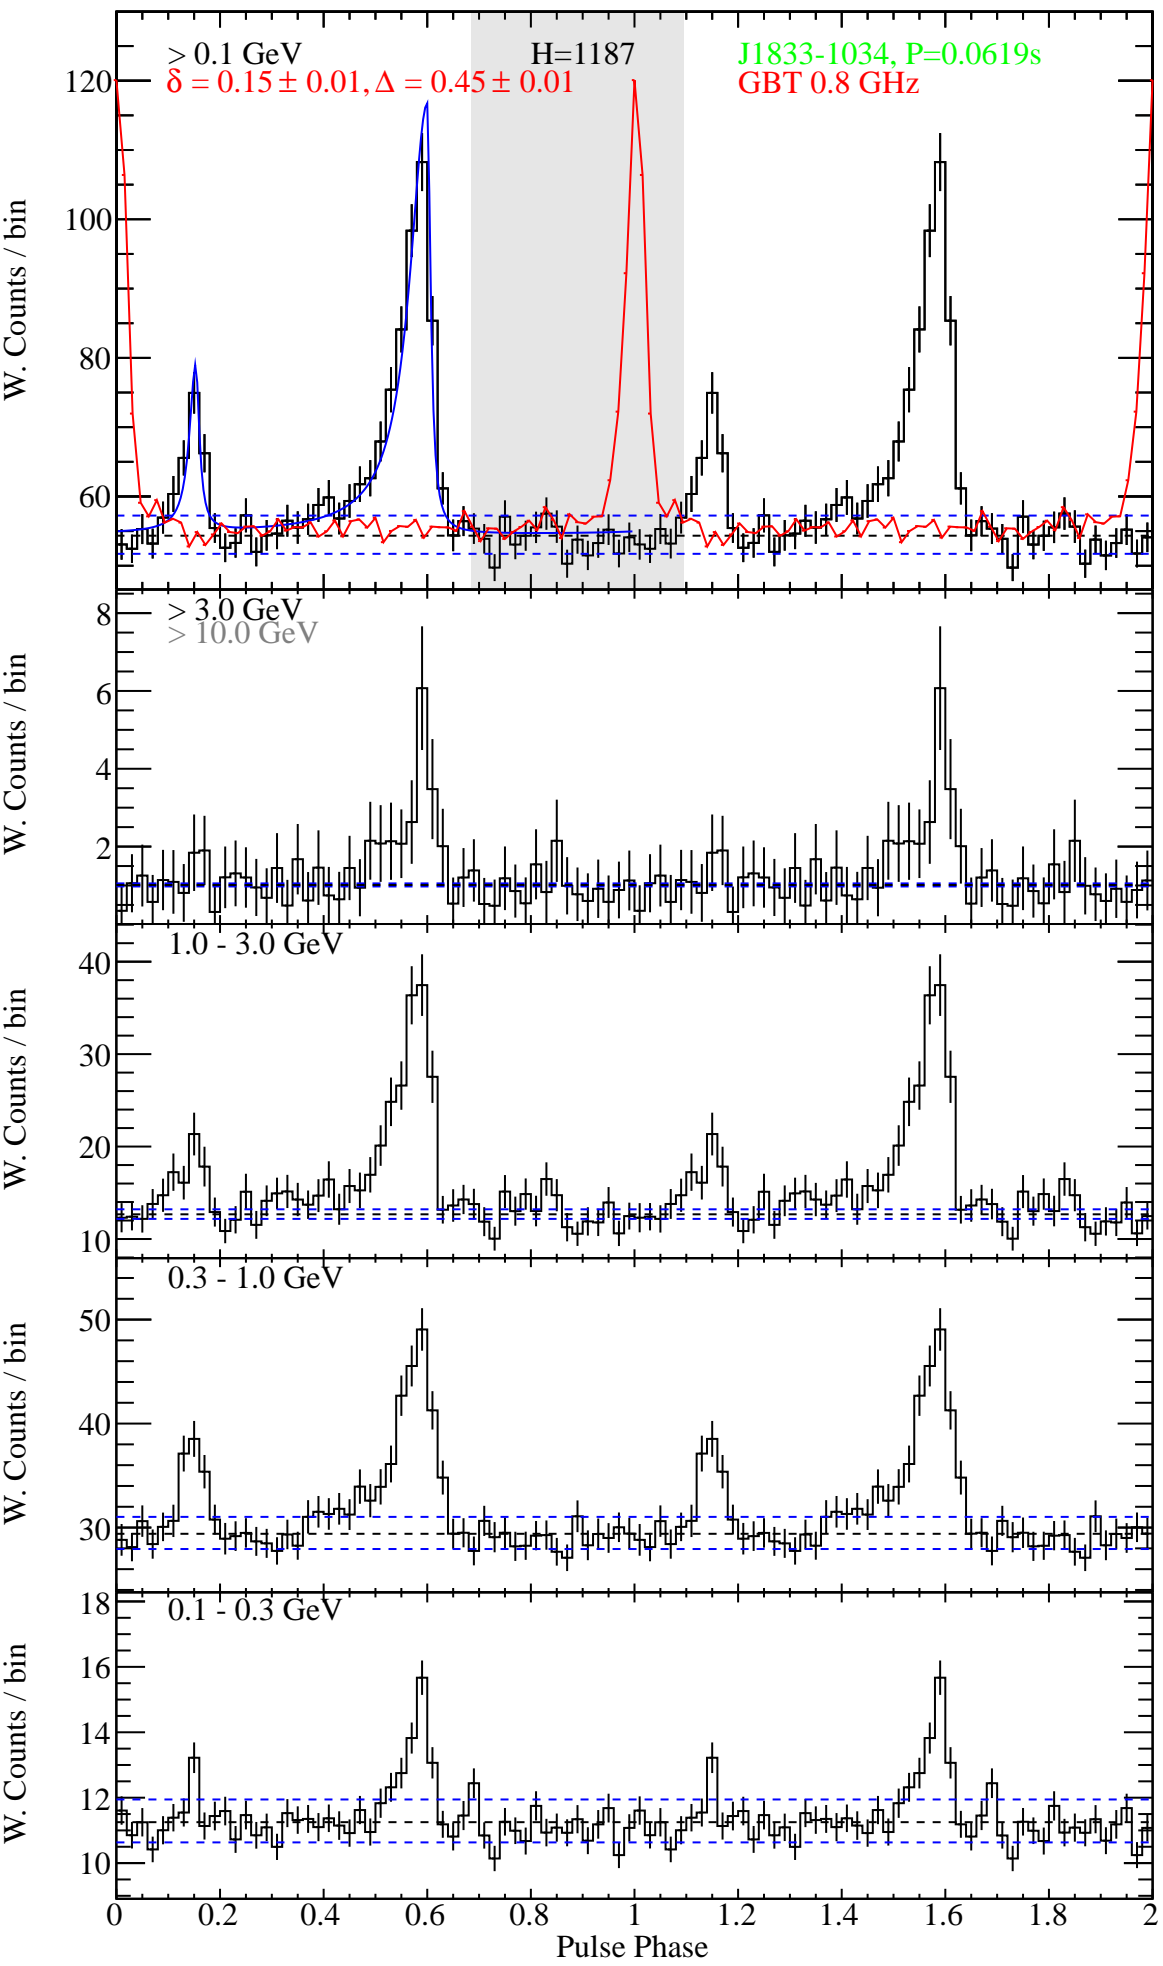 > 0.1 GeV H=1187 J1833-1034, P=0.0619s
δ = 0.15 ± 0.01, Δ = 0.45 ± 0.01 GBT 0.8 GHz
120
100
80
60
W. Counts / bin
> 3.0 GeV
> 10.0 GeV
8
6
4
2
W. Counts / bin
1.0 - 3.0 GeV
40
30
20
10
W. Counts / bin
0.3 - 1.0 GeV
50
40
30
W. Counts / bin
0.1 - 0.3 GeV
18
16
14
12
10
W. Counts / bin
0 0.2 0.4 0.6 0.8 1 1.2 1.4 1.6 1.8 2
Pulse Phase